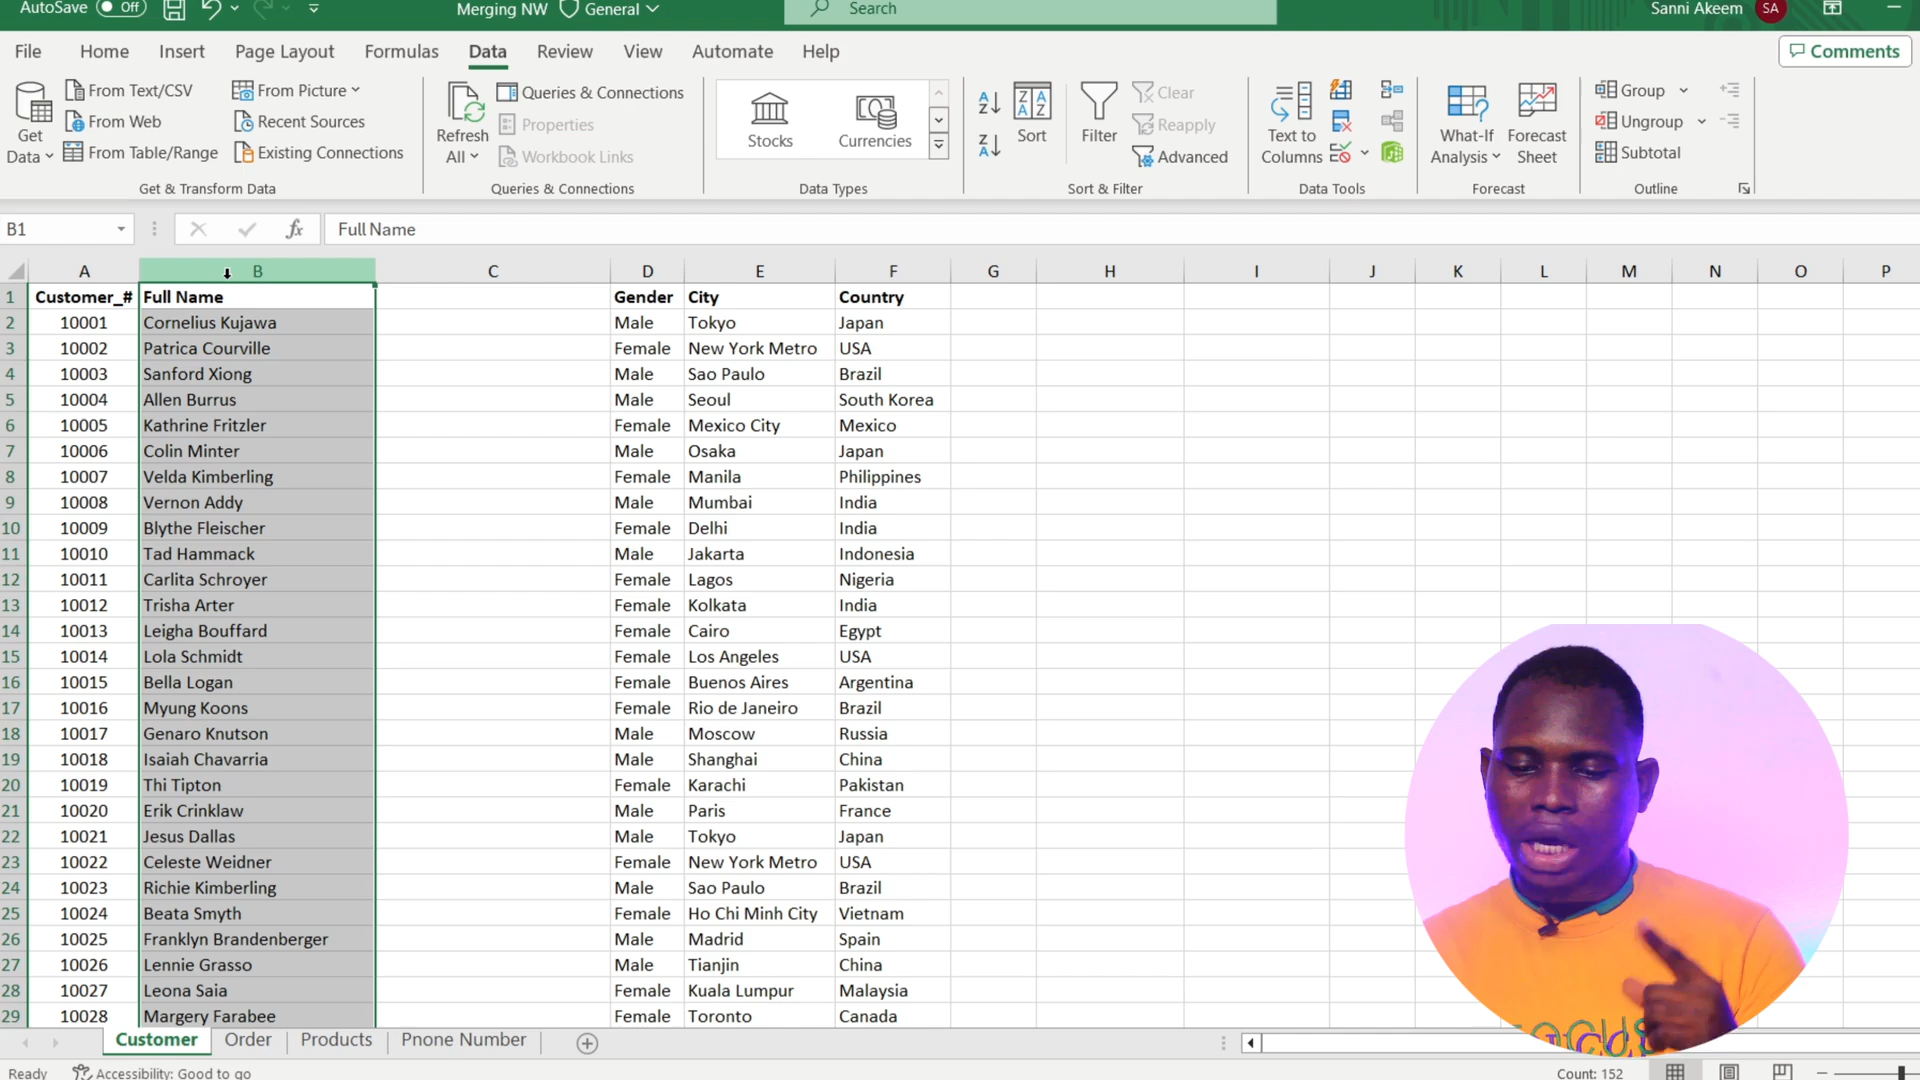 AutoSave Off Merging NW General Search Sanni Akeem SA
File Home Insert Page Layout Formulas Data Review View Automate Help Comments
Get Data
From Text/CSV
From Web
From Table/Range
From Picture
Recent Sources
Existing Connections
Get & Transform Data
Refresh All
Queries & Connections
Properties
Workbook Links
Queries & Connections
Stocks Currencies
Data Types
Sort
Filter
Clear
Reapply
Advanced
Sort & Filter
Text to Columns
Data Tools
What-If Analysis
Forecast Sheet
Forecast
Group
Ungroup
Subtotal
Outline
B1 fx Full Name
A B C D E F G H I J K L M N O P
1 Customer_# Full Name Gender City Country
2 10001 Cornelius Kujawa Male Tokyo Japan
3 10002 Patrica Courville Female New York Metro USA
4 10003 Sanford Xiong Male Sao Paulo Brazil
5 10004 Allen Burrus Male Seoul South Korea
6 10005 Kathrine Fritzler Female Mexico City Mexico
7 10006 Colin Minter Male Osaka Japan
8 10007 Velda Kimberling Female Manila Philippines
9 10008 Vernon Addy Male Mumbai India
10 10009 Blythe Fleischer Female Delhi India
11 10010 Tad Hammack Male Jakarta Indonesia
12 10011 Carlita Schroyer Female Lagos Nigeria
13 10012 Trisha Arter Female Kolkata India
14 10013 Leigha Bouffard Female Cairo Egypt
15 10014 Lola Schmidt Female Los Angeles USA
16 10015 Bella Logan Female Buenos Aires Argentina
17 10016 Myung Koons Female Rio de Janeiro Brazil
18 10017 Genaro Knutson Male Moscow Russia
19 10018 Isaiah Chavarria Male Shanghai China
20 10019 Thi Tipton Female Karachi Pakistan
21 10020 Erik Crinklaw Male Paris France
22 10021 Jesus Dallas Male Tokyo Japan
23 10022 Celeste Weidner Female New York Metro USA
24 10023 Richie Kimberling Male Sao Paulo Brazil
25 10024 Beata Smyth Female Ho Chi Minh City Vietnam
26 10025 Franklyn Brandenberger Male Madrid Spain
27 10026 Lennie Grasso Male Tianjin China
28 10027 Leona Saia Female Kuala Lumpur Malaysia
29 10028 Margery Farabee Female Toronto Canada
Customer Order Products Pnone Number
Ready Accessibility: Good to go Count: 152